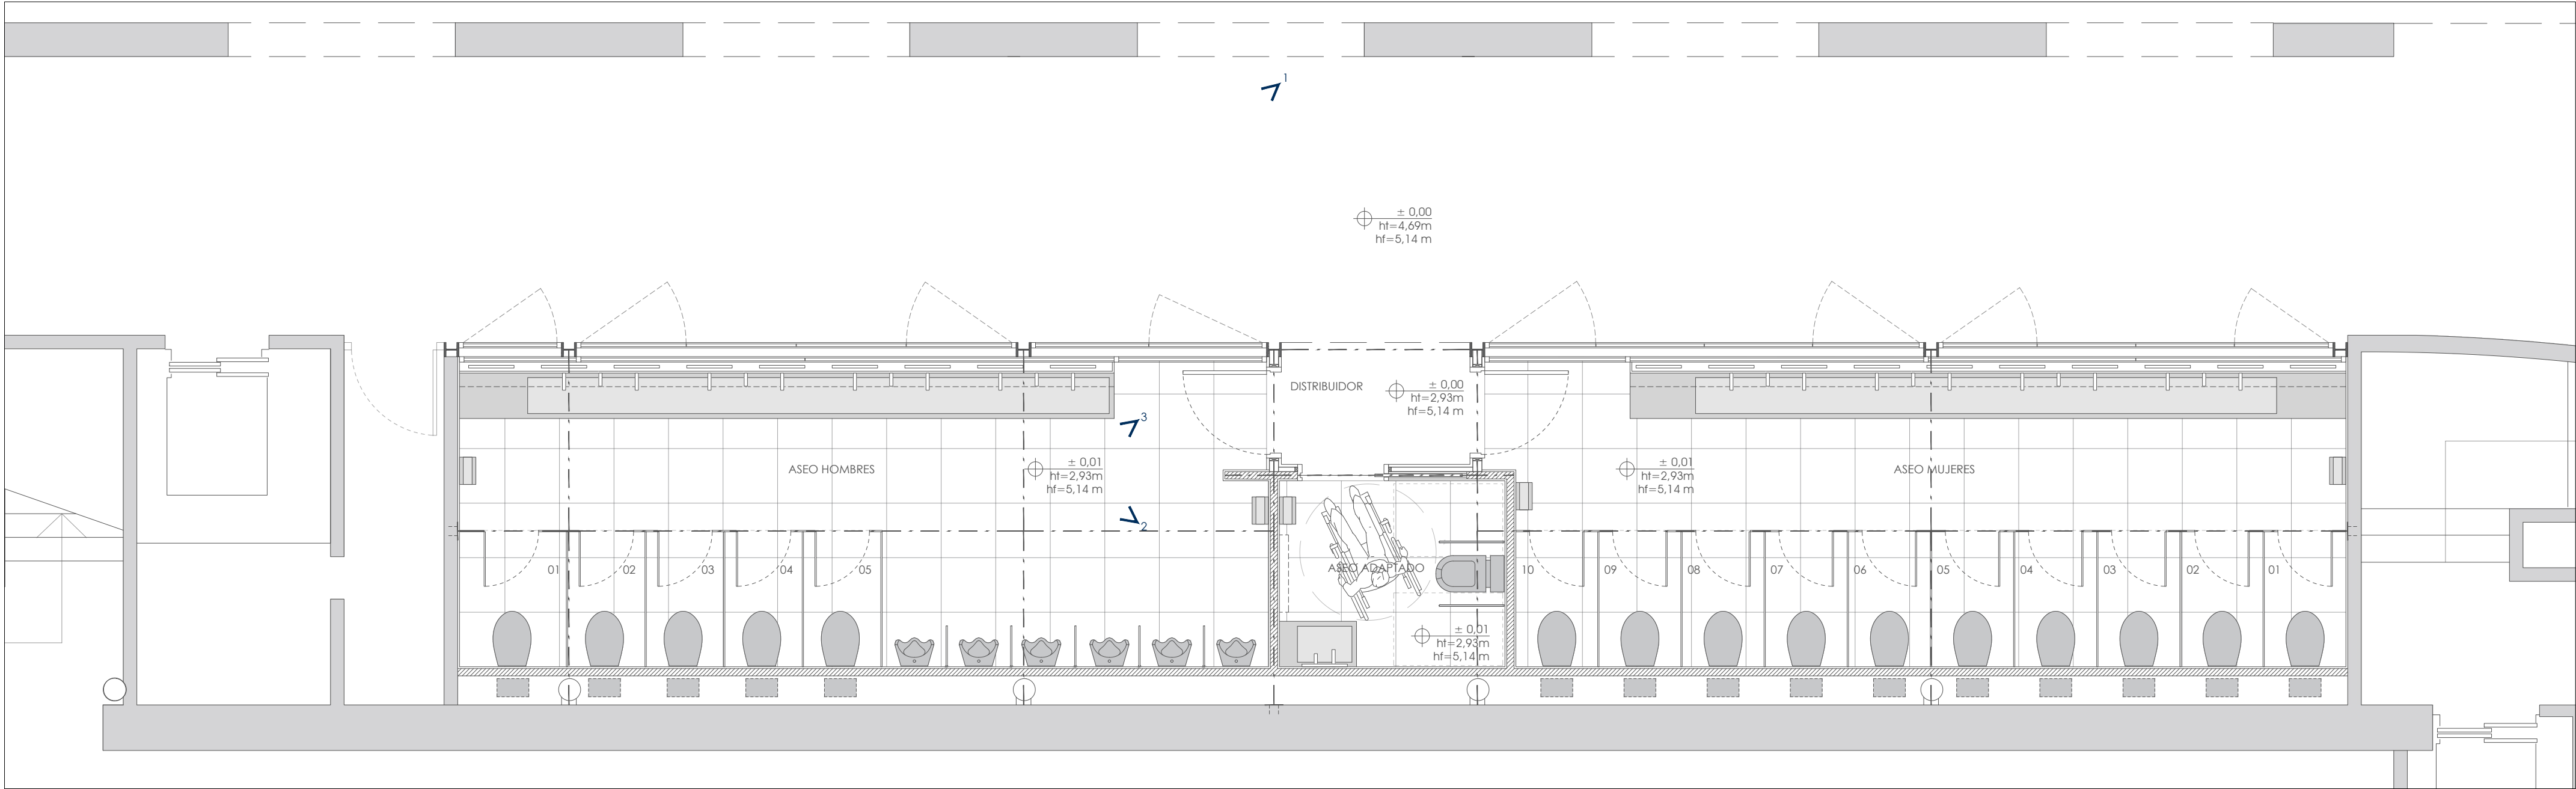 1
± 0,00
ht=4,69m
hf=5,14 m
DISTRIBUIDOR
± 0,00
ht=2,93m
hf=5,14 m
3
ASEO HOMBRES
± 0,01
ht=2,93m
hf=5,14 m
± 0,01
ht=2,93m
hf=5,14 m
ASEO MUJERES
2
01
02
03
04
05
ASEO ADAPTADO
10
09
08
07
06
05
04
03
02
01
± 0,01
ht=2,93m
hf=5,14 m